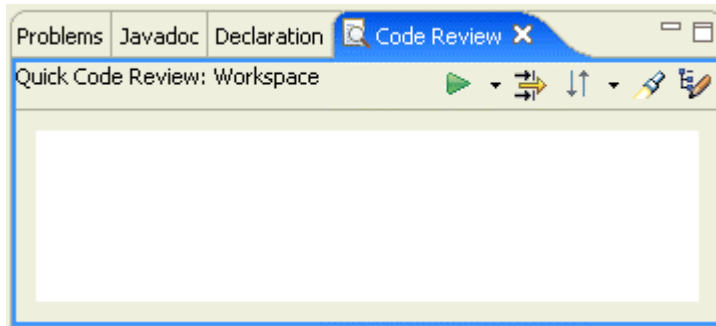 Problems Javadoc Declaration Code Review
Quick Code Review: Workspace